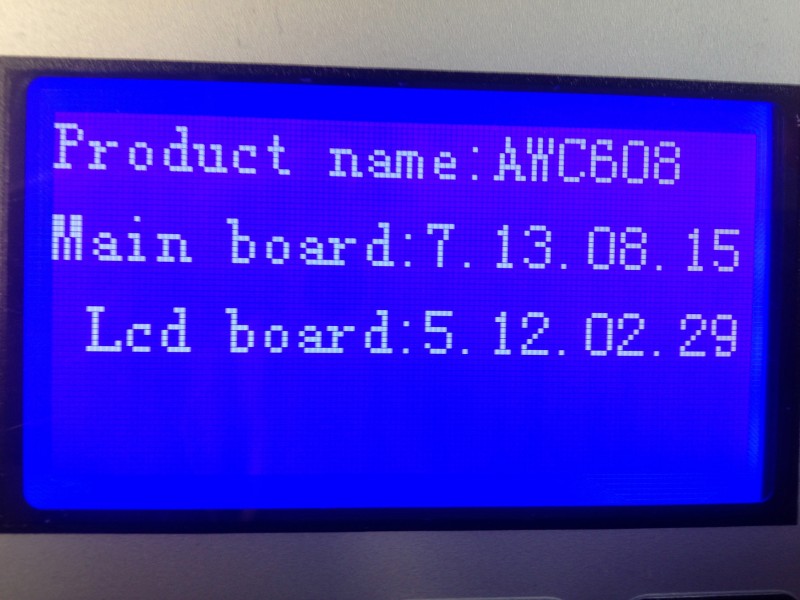 Product name:AWC608
Main board:7.13.08.15
Lcd board:5.12.02.29